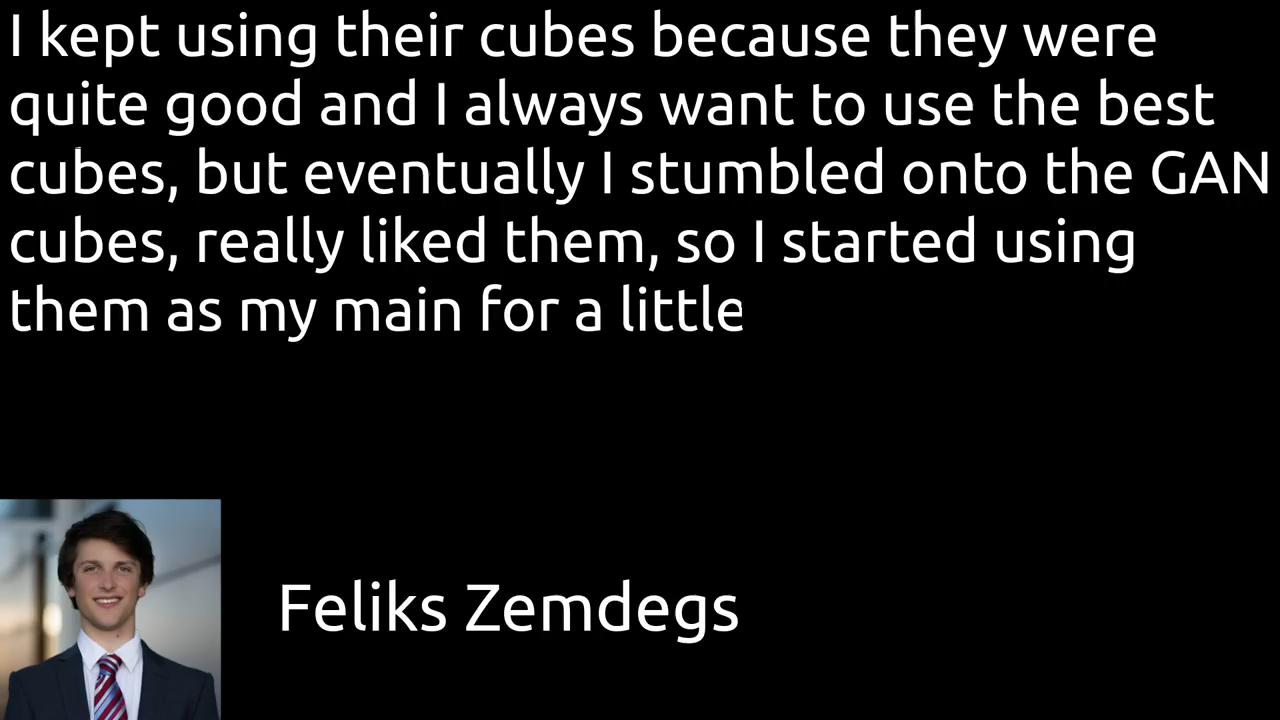 I kept using their cubes because they were
quite good and I always want to use the best
cubes, but eventually I stumbled onto the GAN
cubes, really liked them, so I started using
them as my main for a little
Feliks Zemdegs